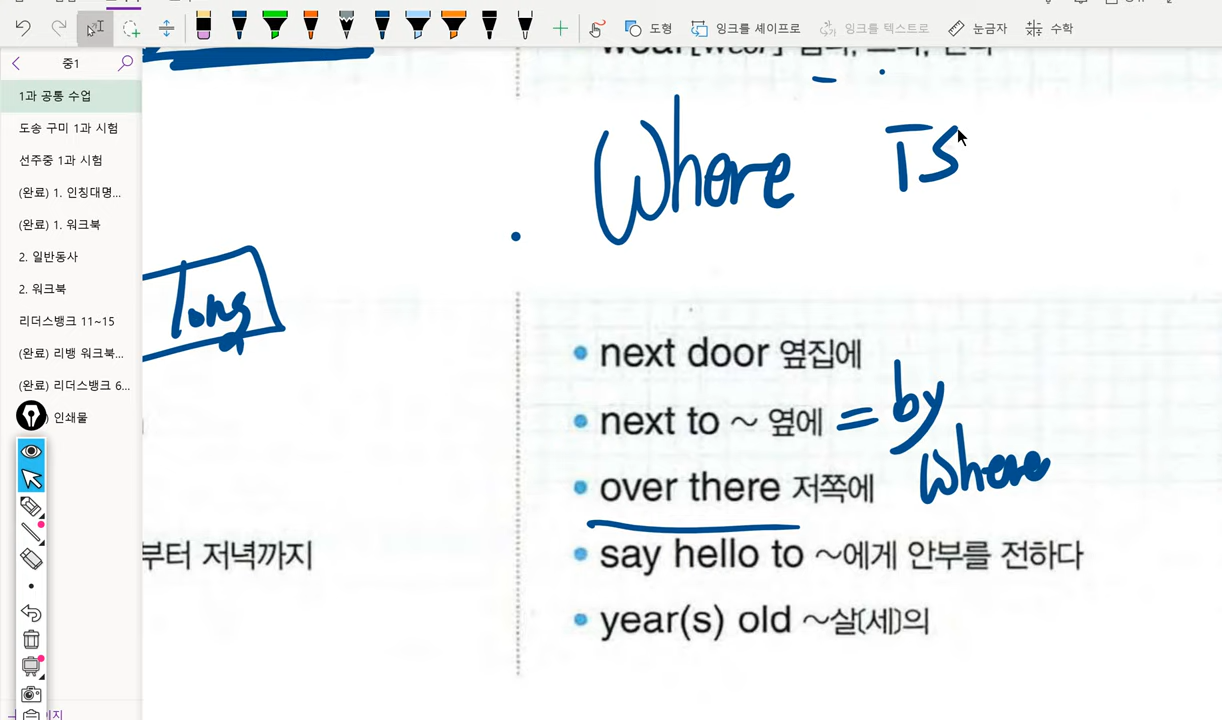 도형
잉크를 셰이프로
잉크를 텍스트로
눈금자
수학
중1
1과 공통 수업
도송 구미 1과 시험
선주중 1과 시험
(완료) 1. 인칭대명...
(완료) 1. 워크북
2. 일반동사
2. 워크북
리더스뱅크 11~15
(완료) 리뱅 워크북...
(완료) 리더스뱅크 6...
인쇄물
Where is
long
부터 저녁까지
• next door 옆집에
• next to ~ 옆에 = by
where
• over there 저쪽에
• say hello to ~에게 안부를 전하다
• year(s) old ~살(세)의